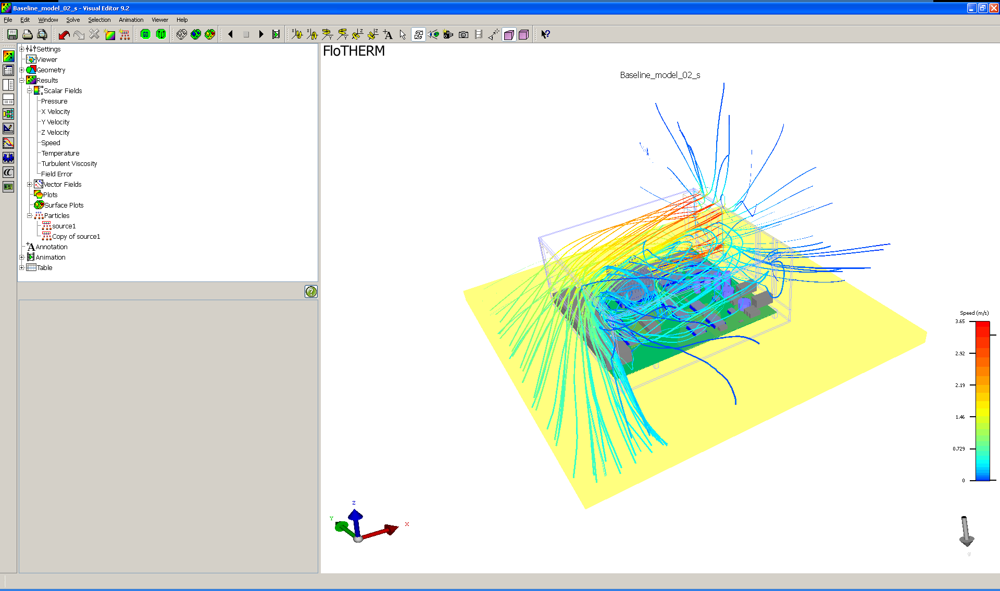 Baseline_model_02_s - Visual Editor 9.2
File Edit Window Solve Selection Animation Viewer Help
Settings
Viewer
Geometry
Results
Scalar Fields
Pressure
X Velocity
Y Velocity
Z Velocity
Speed
Temperature
Turbulent Viscosity
Field Error
Vector Fields
Plots
Surface Plots
Particles
source1
Copy of source1
Annotation
Animation
Table
FloTHERM
Baseline_model_02_s
Speed (m/s)
3.65
2.92
2.19
1.46
0.729
0
Z
Y
X
g